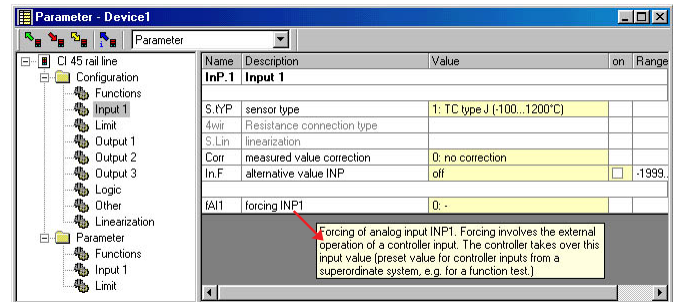 Parameter - Device1
Parameter
CI 45 rail line
Configuration
Functions
Input 1
Limit
Output 1
Output 2
Output 3
Logic
Other
Linearization
Parameter
Functions
Input 1
Limit
Name Description Value on Range
InP.1 Input 1
S.tYP sensor type 1: TC type J (-100...1200°C)
4wir Resistance connection type
S.Lin linearization
Corr measured value correction 0: no correction
In.F alternative value INP off -1999..
fAI1 forcing INP1 0: -
Forcing of analog input INP1. Forcing involves the external
operation of a controller input. The controller takes over this
input value (preset value for controller inputs from a
superordinate system, e.g. for a function test.)